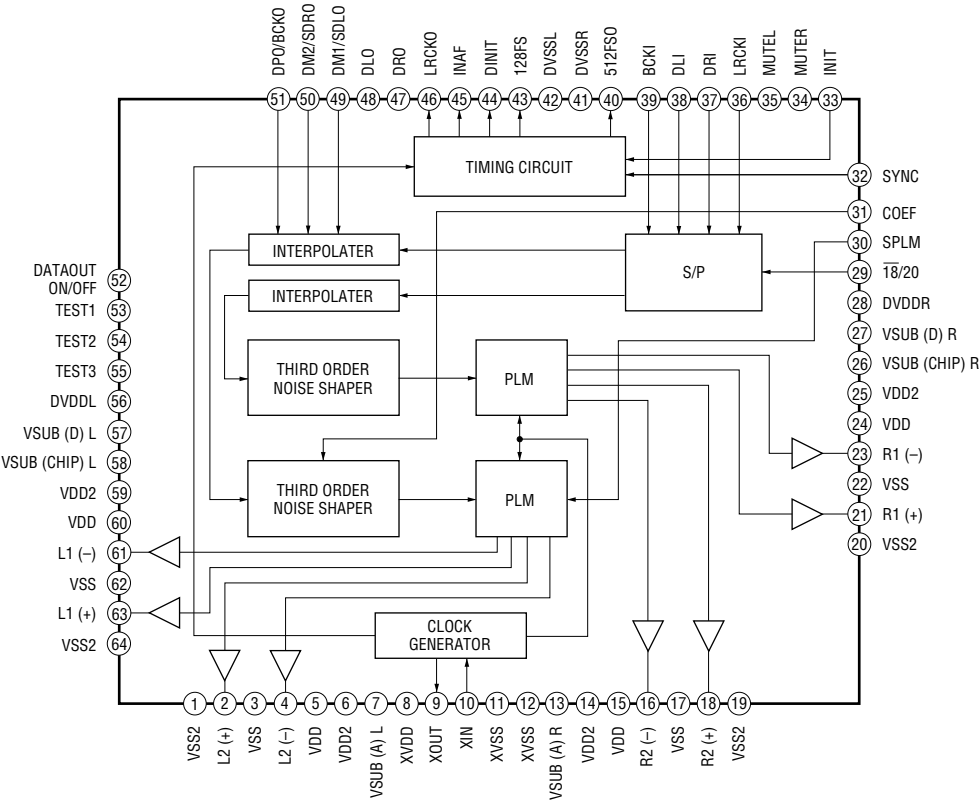 DPO/BCKO
DM2/SDRO
DM1/SDLO
DLO
DRO
LRCKO
INAF
DINIT
128FS
DVSSL
DVSSR
512FSO
BCKI
DLI
DRI
LRCKI
MUTEL
MUTER
INIT
51
50
49
48
47
46
45
44
43
42
41
40
39
38
37
36
35
34
33
TIMING CIRCUIT
32 SYNC
31 COEF
30 SPLM
29 18/20
28 DVDDR
27 VSUB (D) R
26 VSUB (CHIP) R
25 VDD2
24 VDD
23 R1 (–)
22 VSS
21 R1 (+)
20 VSS2
INTERPOLATER
S/P
INTERPOLATER
THIRD ORDER
NOISE SHAPER
PLM
THIRD ORDER
NOISE SHAPER
PLM
CLOCK
GENERATOR
DATAOUT
ON/OFF 52
TEST1 53
TEST2 54
TEST3 55
DVDDL 56
VSUB (D) L 57
VSUB (CHIP) L 58
VDD2 59
VDD 60
L1 (–) 61
VSS 62
L1 (+) 63
VSS2 64
1
2
3
4
5
6
7
8
9
10
11
12
13
14
15
16
17
18
19
VSS2
L2 (+)
VSS
L2 (–)
VDD
VDD2
VSUB (A) L
XVDD
XOUT
XIN
XVSS
XVSS
VSUB (A) R
VDD2
VDD
R2 (–)
VSS
R2 (+)
VSS2